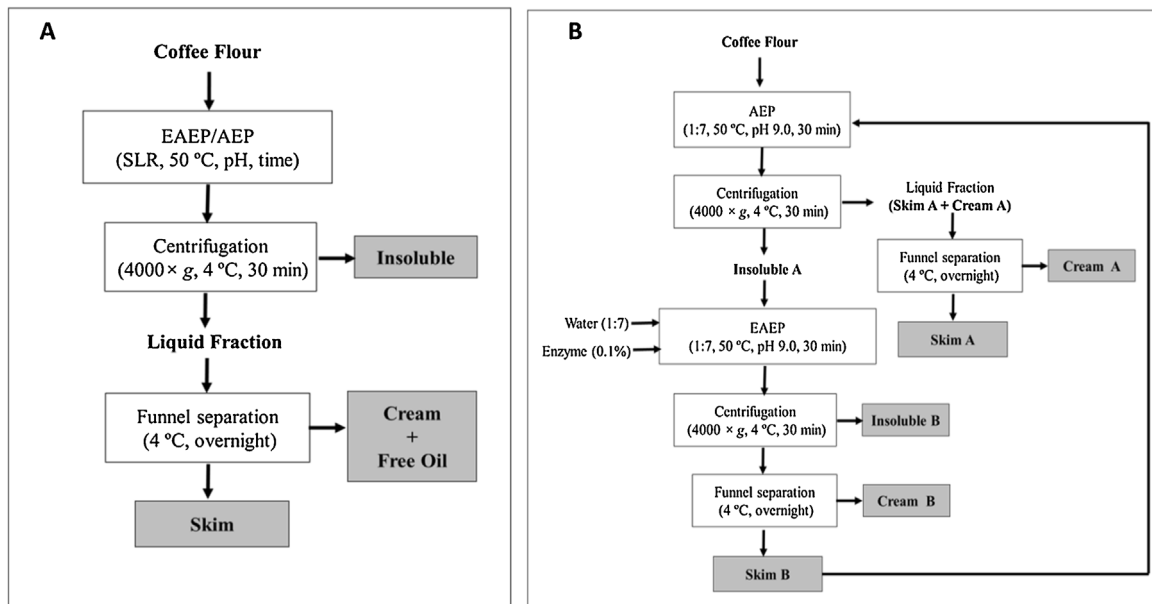 A
Coffee Flour
EAEP/AEP
(SLR, 50 ºC, pH, time)
Centrifugation
(4000 × g, 4 ºC, 30 min)
Insoluble
Liquid Fraction
Funnel separation
(4 ºC, overnight)
Cream
+
Free Oil
Skim
B
Coffee Flour
AEP
(1:7, 50 ºC, pH 9.0, 30 min)
Centrifugation
(4000 × g, 4 ºC, 30 min)
Liquid Fraction
(Skim A + Cream A)
Funnel separation
(4 ºC, overnight)
Cream A
Skim A
Insoluble A
Water (1:7)
Enzyme (0.1%)
EAEP
(1:7, 50 ºC, pH 9.0, 30 min)
Centrifugation
(4000 × g, 4 ºC, 30 min)
Insoluble B
Funnel separation
(4 ºC, overnight)
Cream B
Skim B